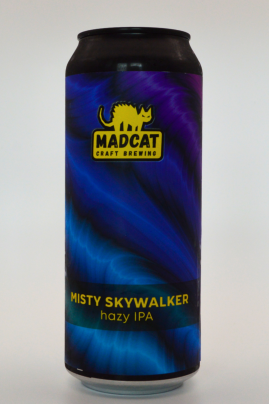 MADCAT
CRAFT BREWING
MISTY SKYWALKER
hazy IPA